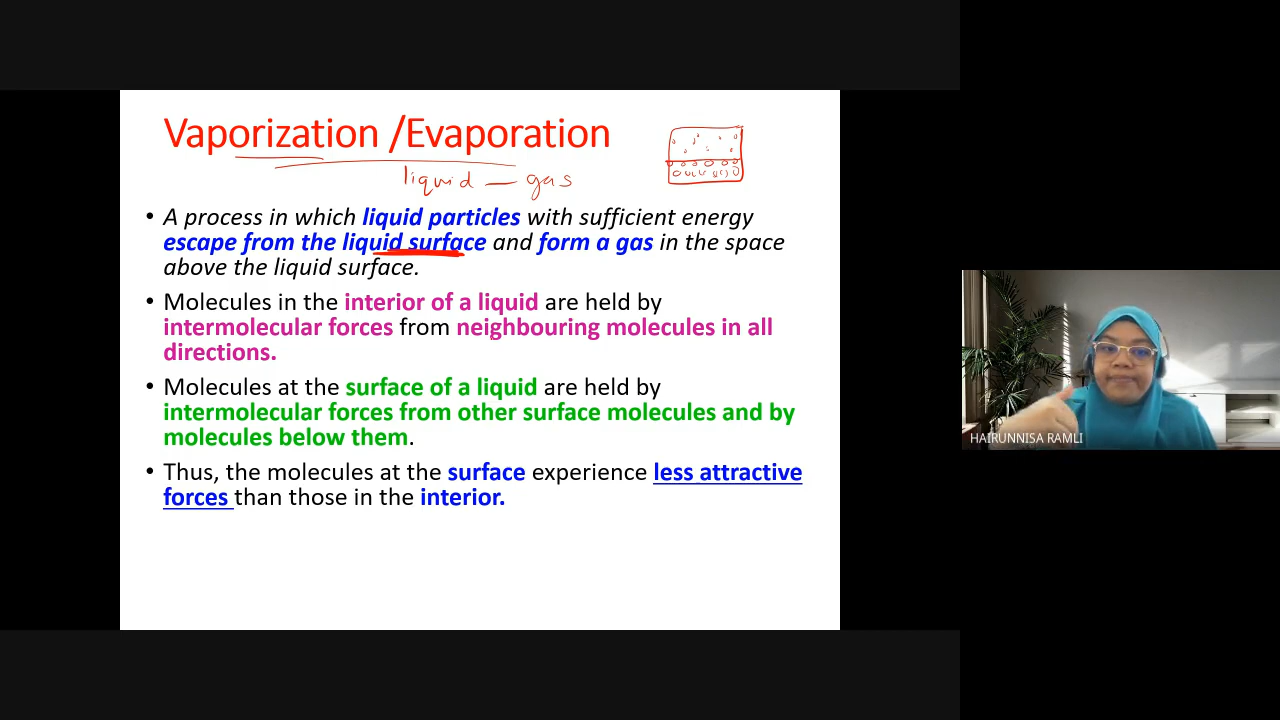 Vaporization /Evaporation
liquid — gas
• A process in which liquid particles with sufficient energy
escape from the liquid surface and form a gas in the space
above the liquid surface.
• Molecules in the interior of a liquid are held by
intermolecular forces from neighbouring molecules in all
directions.
• Molecules at the surface of a liquid are held by
intermolecular forces from other surface molecules and by
molecules below them.
• Thus, the molecules at the surface experience less attractive
forces than those in the interior.
HAIRUNNISA RAMLI